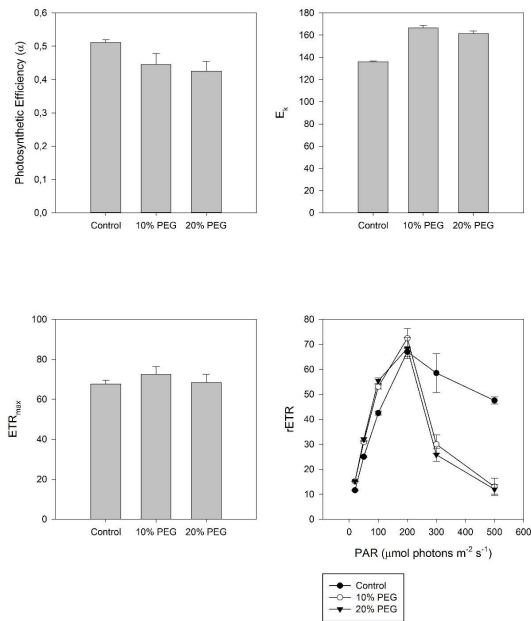 Photosynthetic Efficiency (α)
0,6
0,5
0,4
0,3
0,2
0,1
0,0
Control 10% PEG 20% PEG
E_k
180
160
140
120
100
80
60
40
20
0
Control 10% PEG 20% PEG
ETR_max
100
80
60
40
20
0
Control 10% PEG 20% PEG
rETR
80
70
60
50
40
30
20
10
0
0 100 200 300 400 500 600
PAR (μmol photons m⁻² s⁻¹)
Control
10% PEG
20% PEG